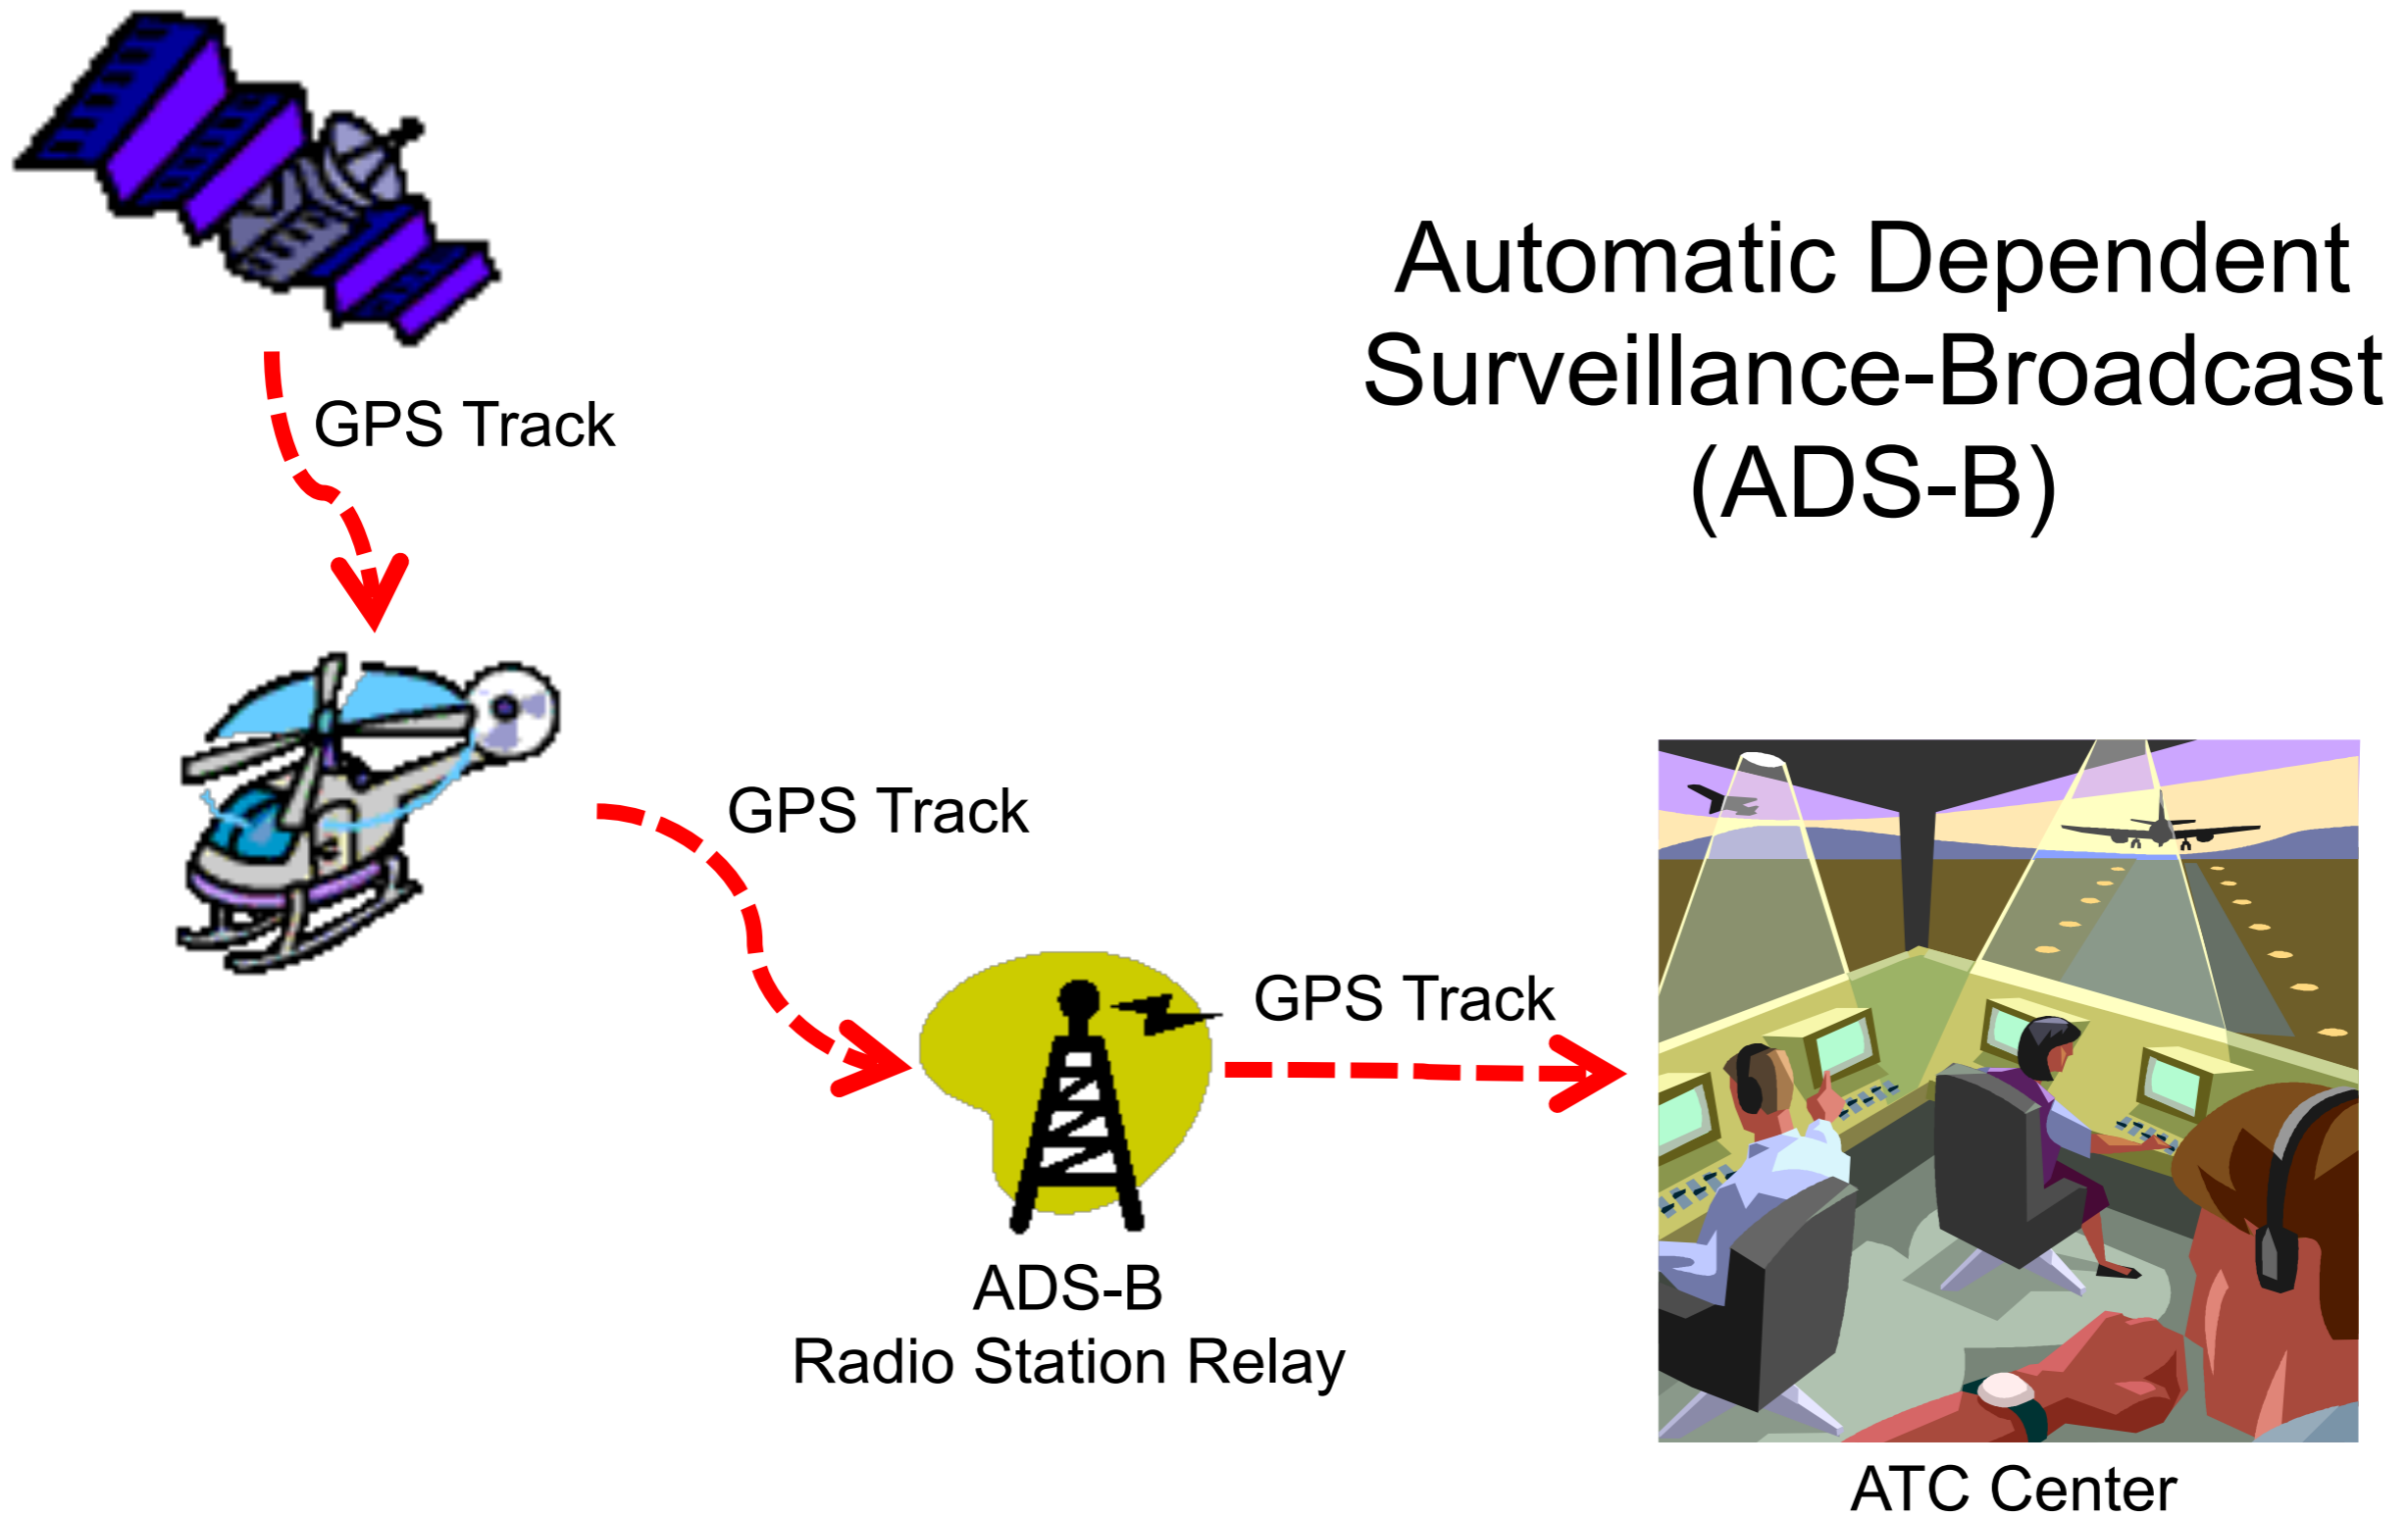 Automatic Dependent
Surveillance-Broadcast
(ADS-B)
GPS Track
GPS Track
GPS Track
ADS-B
Radio Station Relay
ATC Center